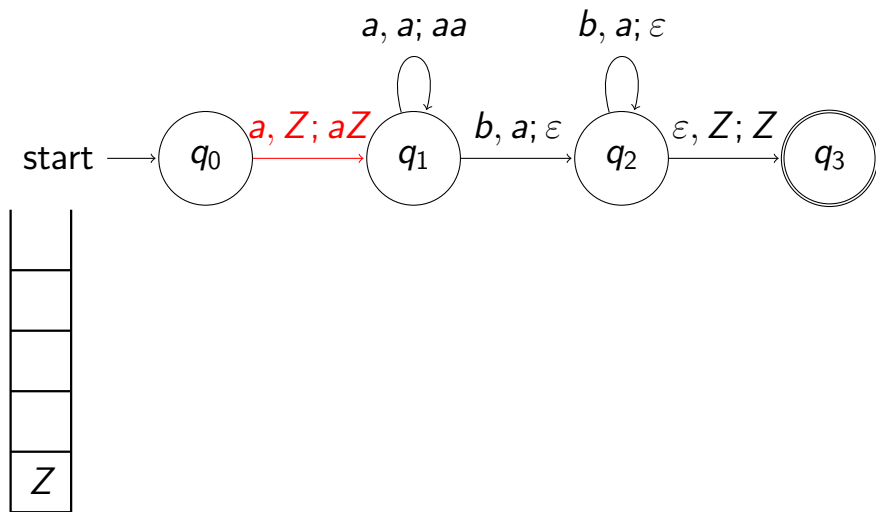 a, a; aa
b, a; ε
a, Z; aZ
b, a; ε
ε, Z; Z
start
q0
q1
q2
q3
Z